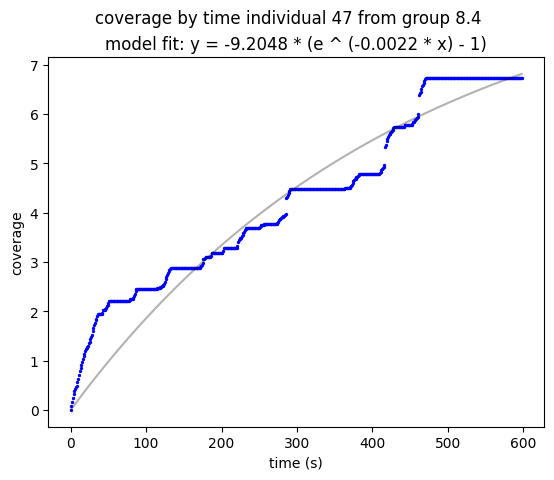 coverage by time individual 47 from group 8.4
model fit: y = -9.2048 * (e ^ (-0.0022 * x) - 1)
7
6
5
4
3
2
1
0
coverage
0 100 200 300 400 500 600
time (s)